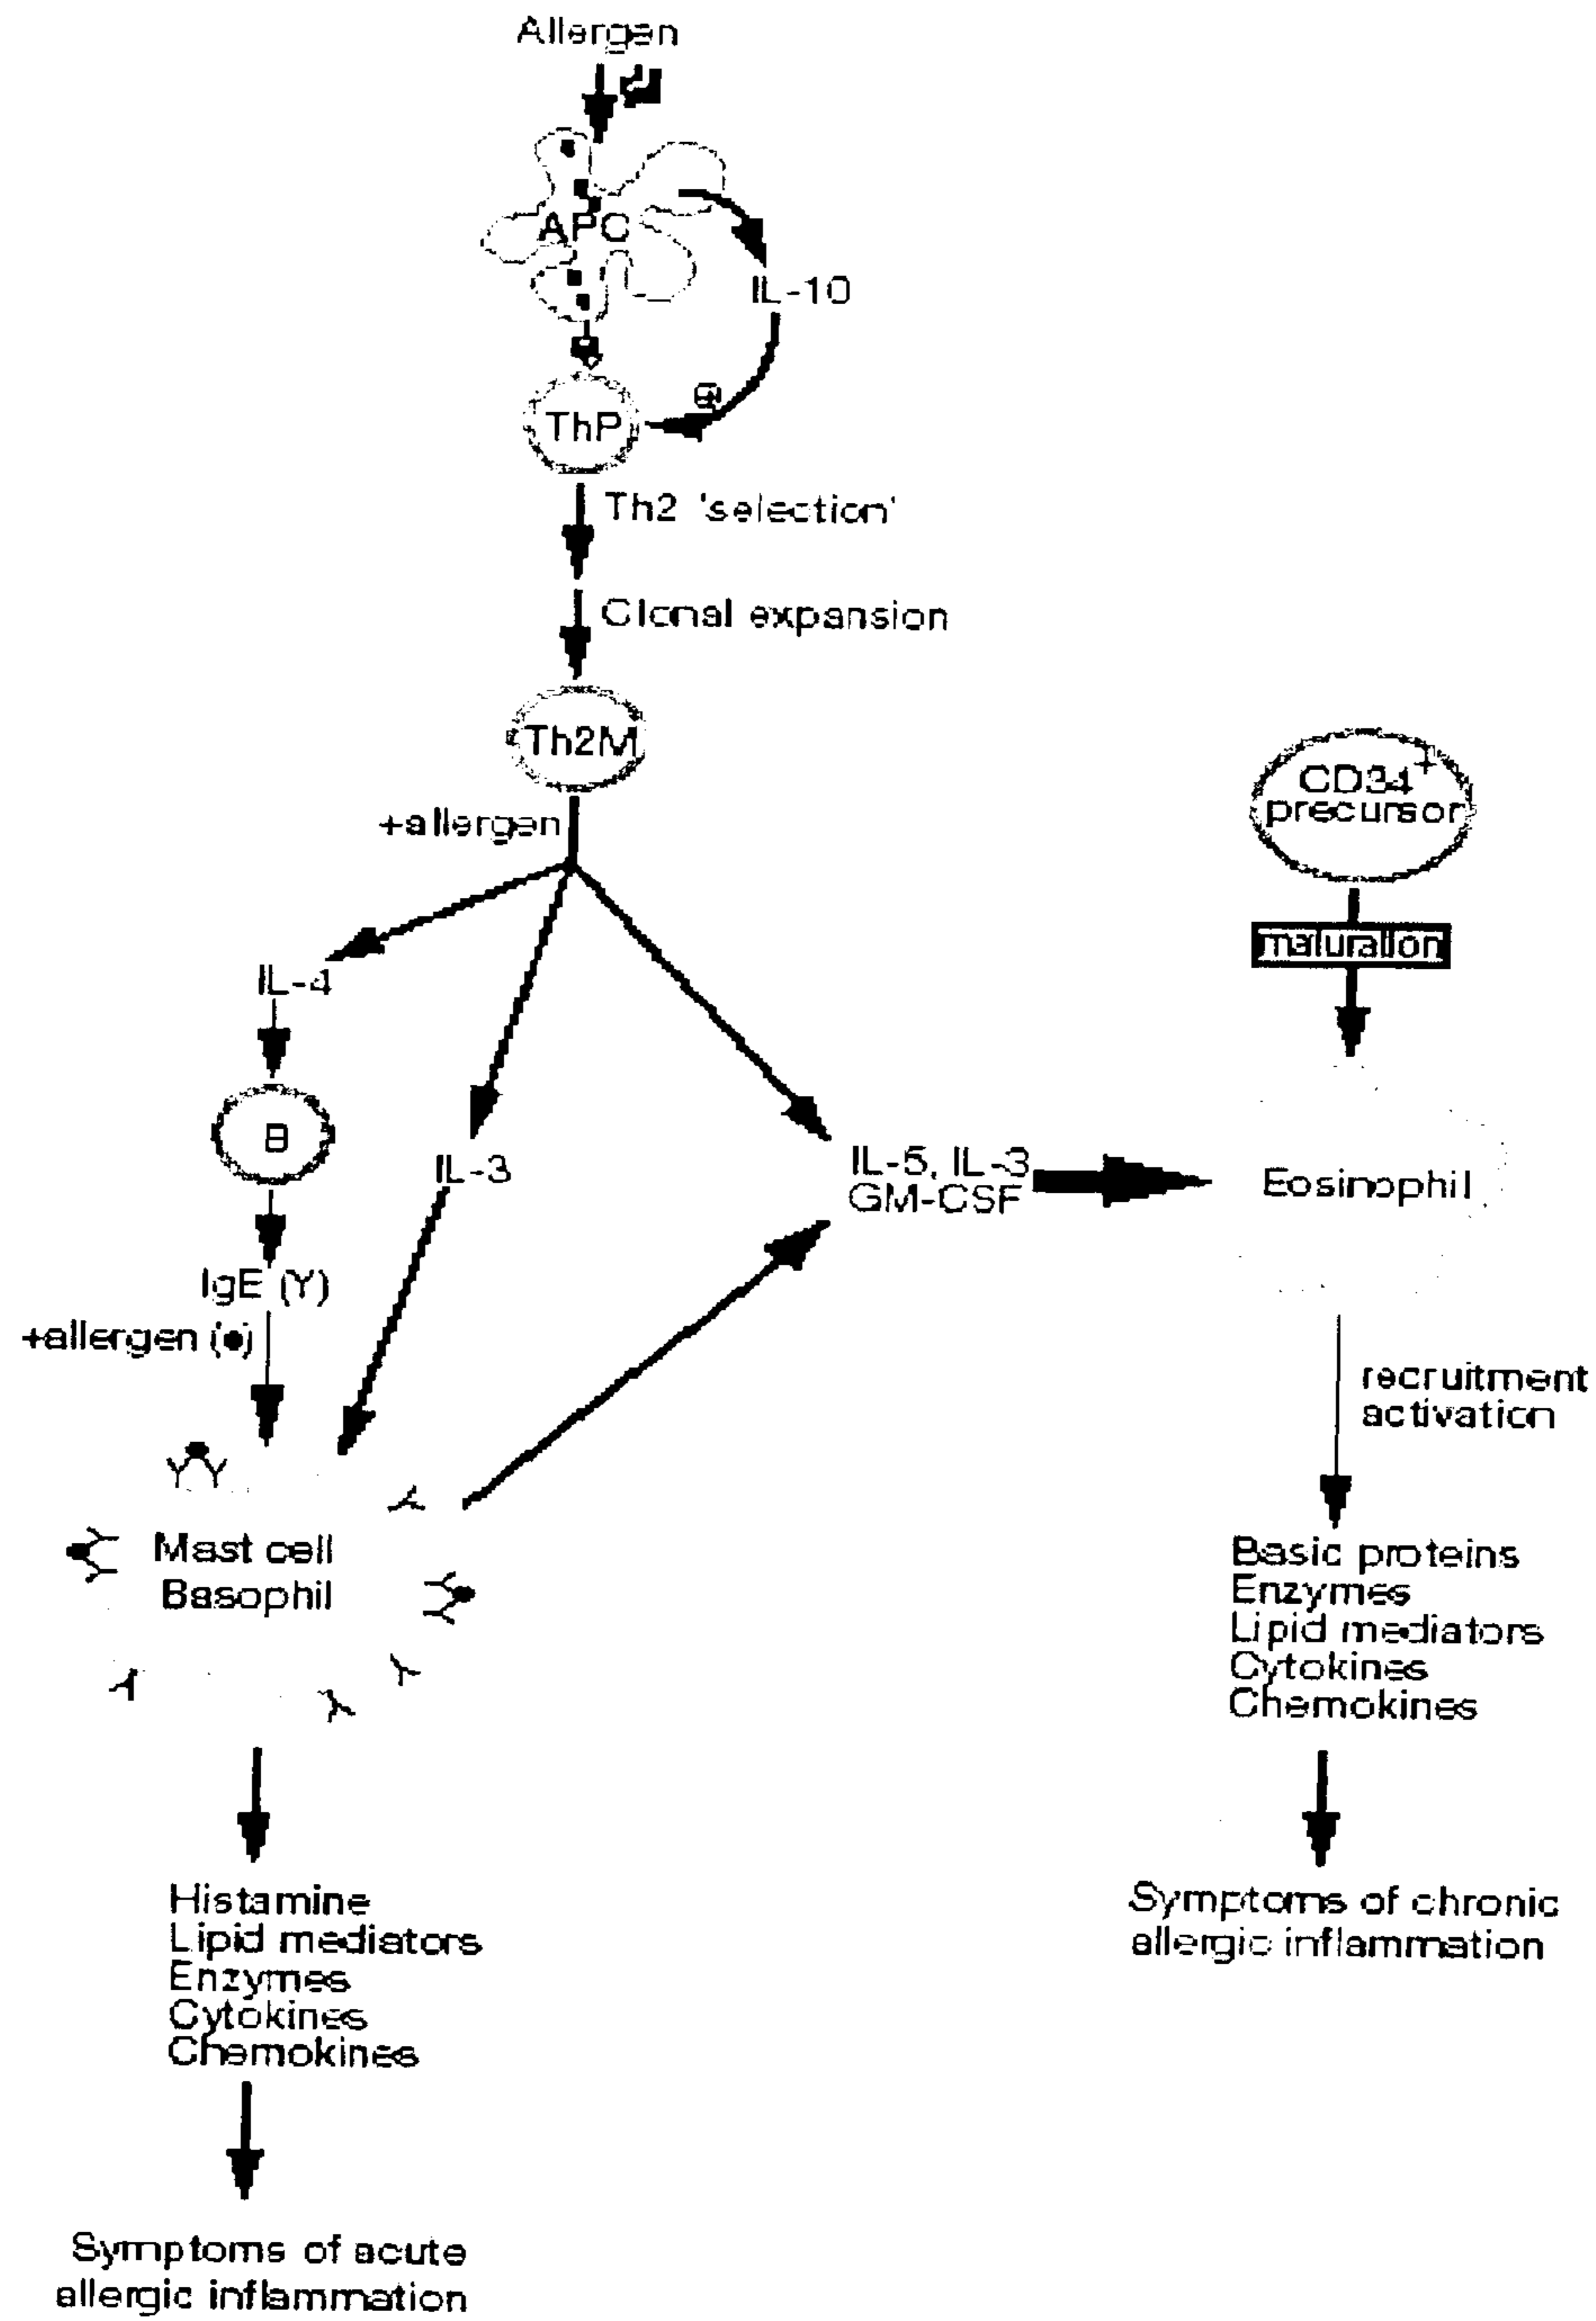 Allergen
APC
IL-10
ThP
Th2 'selection'
Clonal expansion
Th2M
+allergen
CD34+
precursor
maturation
IL-4
B
IL-3
IL-5, IL-3
GM-CSF
Eosinophil
IgE (Y)
+allergen (●)
recruitment
activation
Mast cell
Basophil
Basic proteins
Enzymes
Lipid mediators
Cytokines
Chemokines
Histamine
Lipid mediators
Enzymes
Cytokines
Chemokines
Symptoms of chronic
allergic inflammation
Symptoms of acute
allergic inflammation